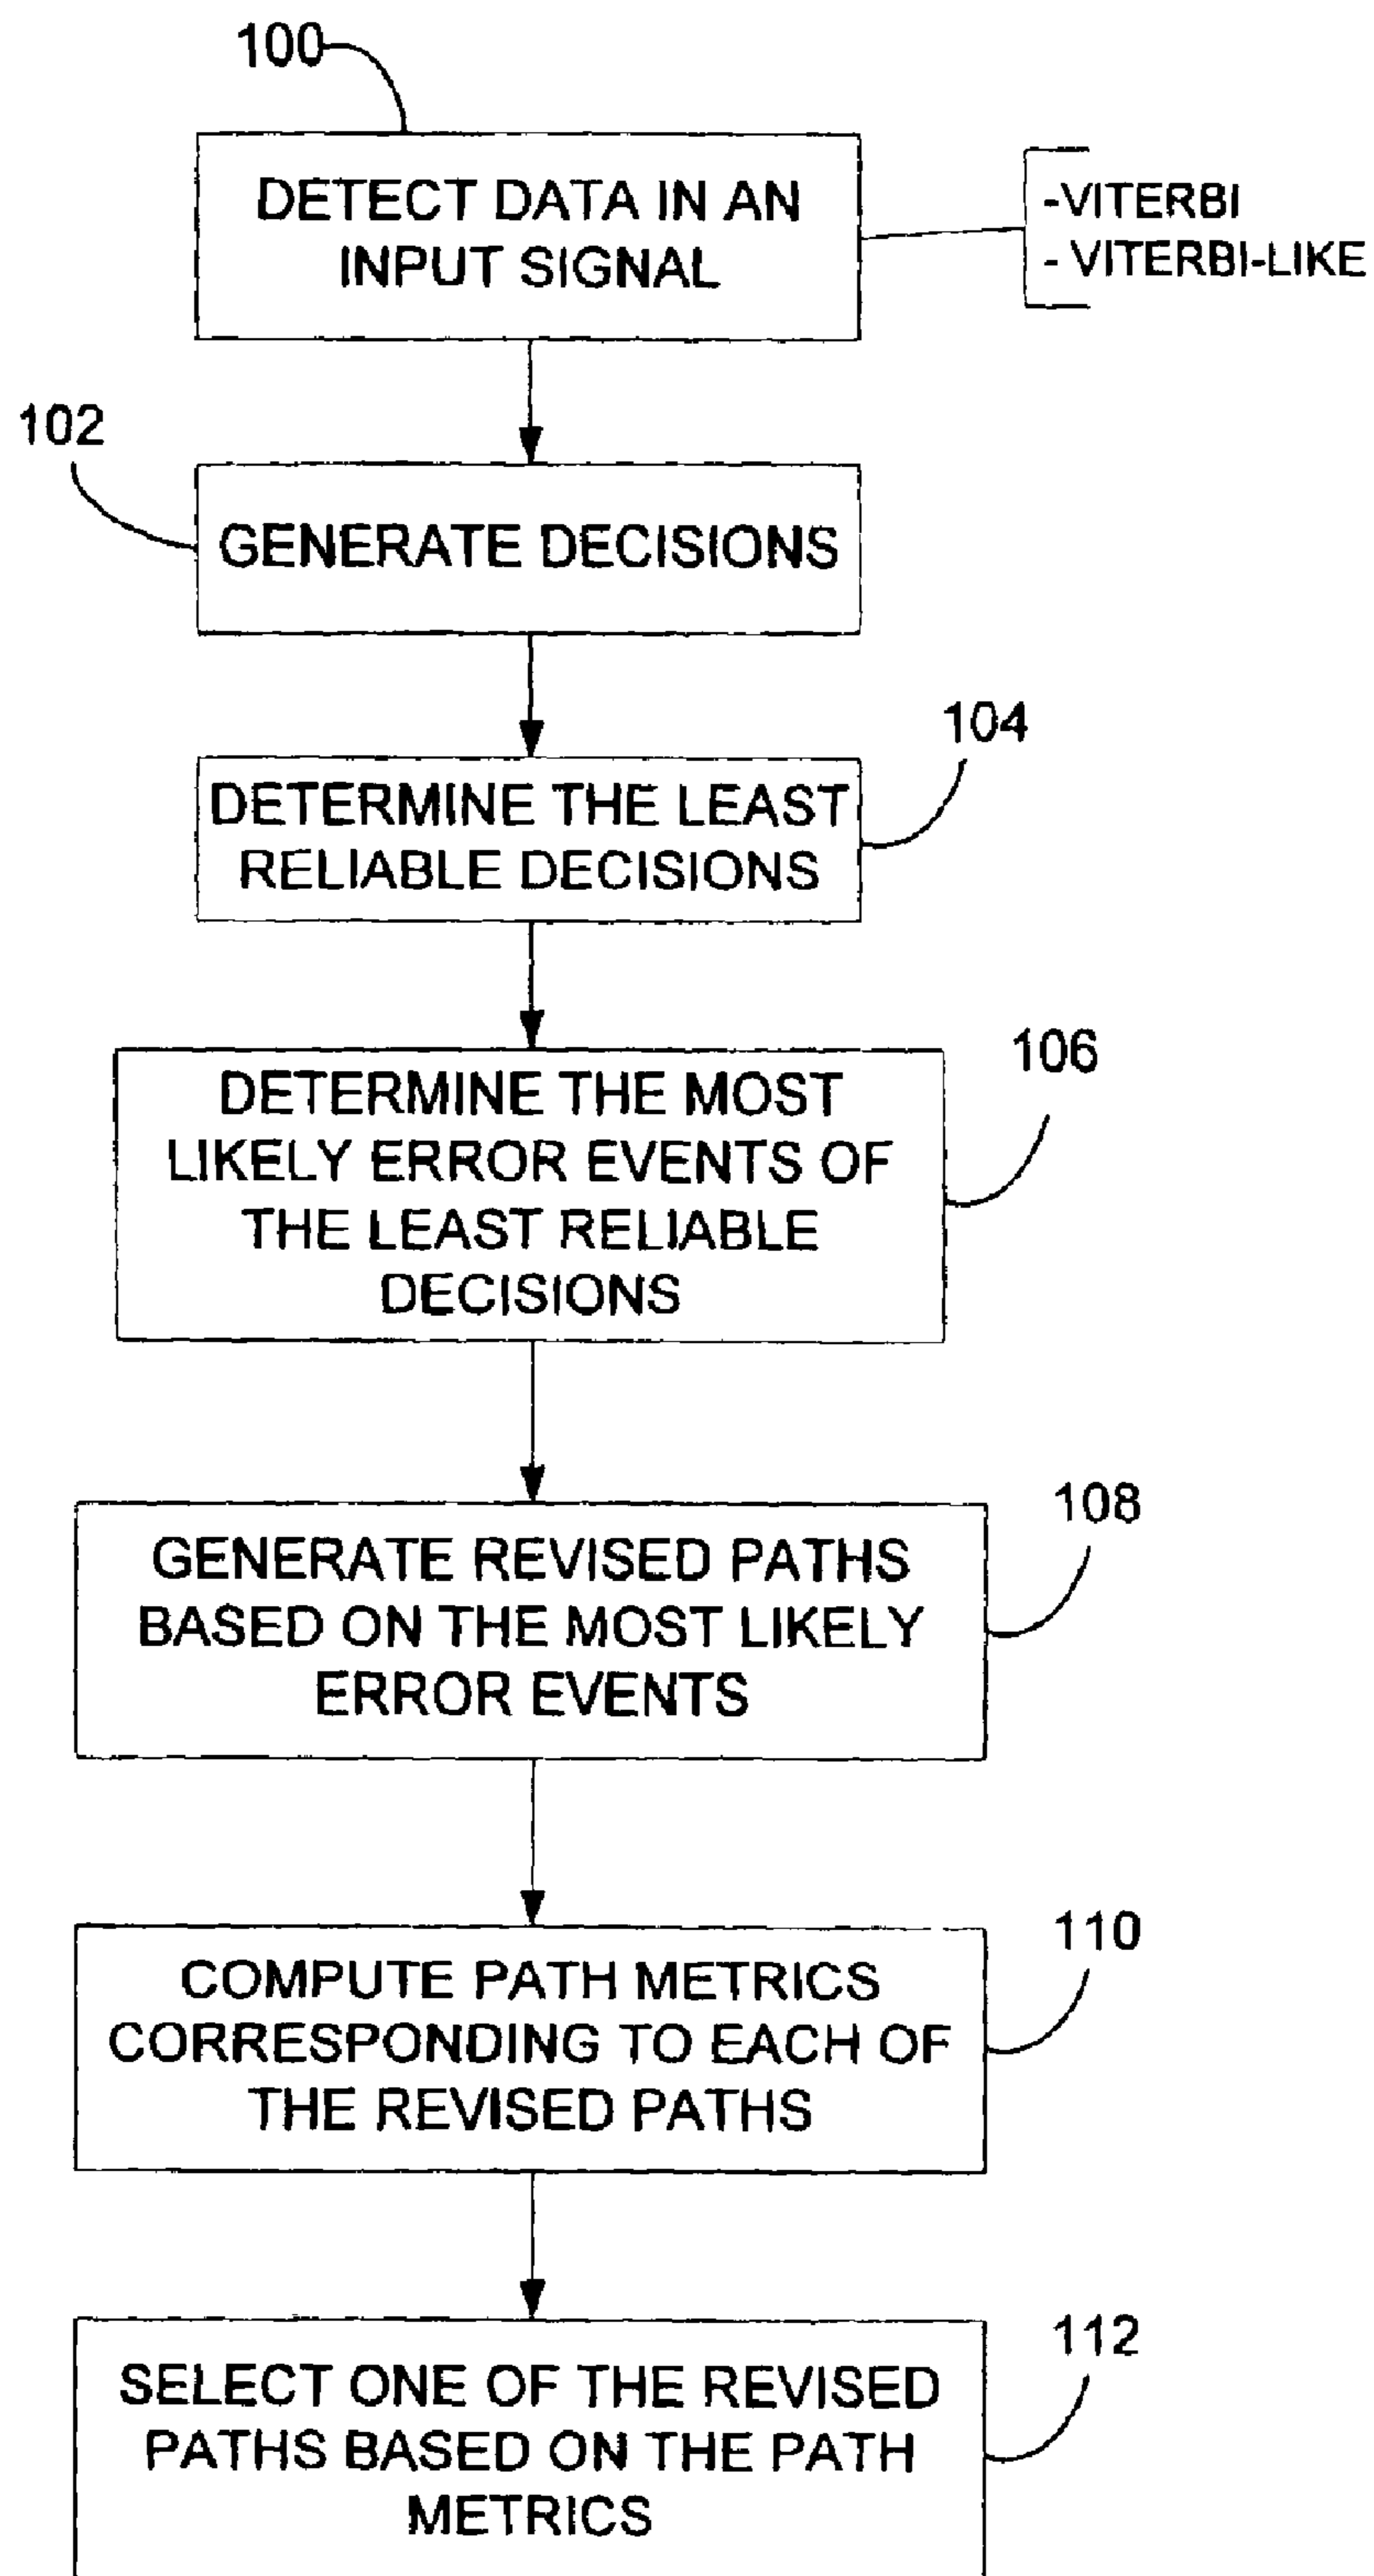 100
DETECT DATA IN AN
INPUT SIGNAL
-VITERBI
- VITERBI-LIKE
102
GENERATE DECISIONS
104
DETERMINE THE LEAST
RELIABLE DECISIONS
106
DETERMINE THE MOST
LIKELY ERROR EVENTS OF
THE LEAST RELIABLE
DECISIONS
108
GENERATE REVISED PATHS
BASED ON THE MOST LIKELY
ERROR EVENTS
110
COMPUTE PATH METRICS
CORRESPONDING TO EACH OF
THE REVISED PATHS
112
SELECT ONE OF THE REVISED
PATHS BASED ON THE PATH
METRICS